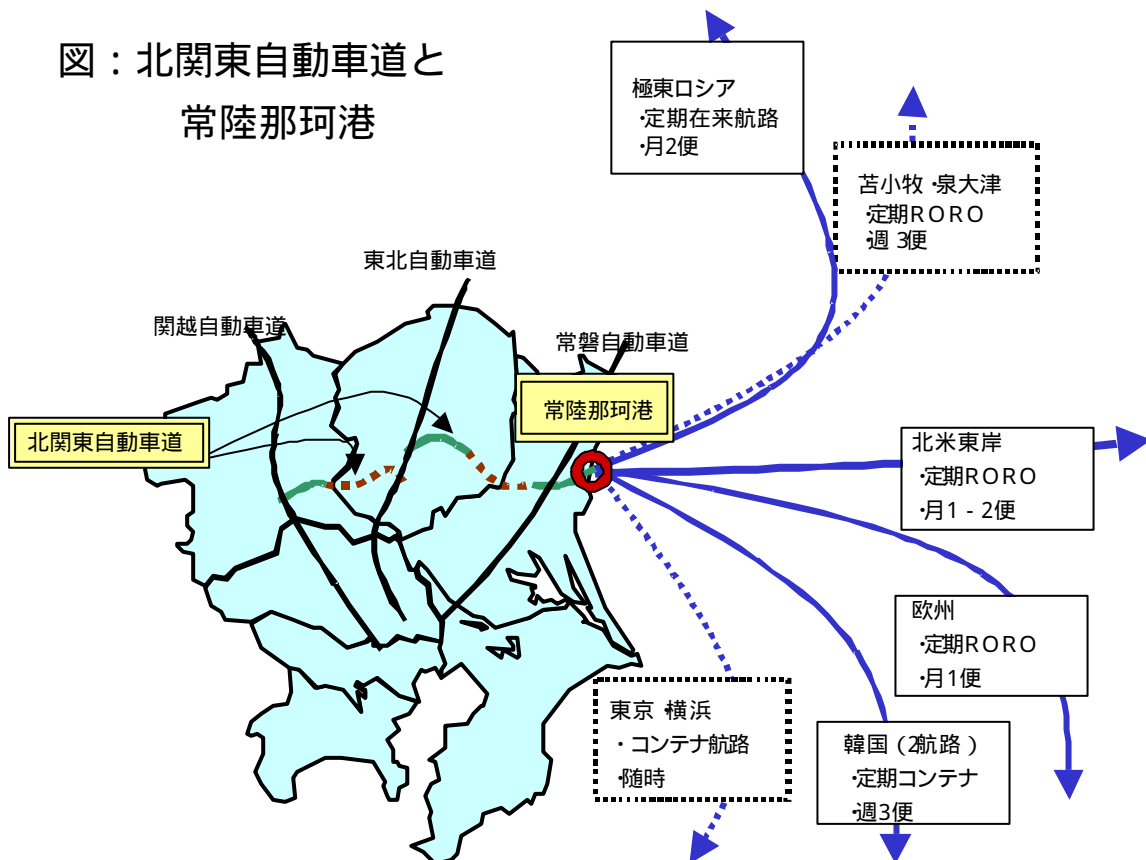 図：北関東自動車道と
常陸那珂港
極東ロシア
・定期在来航路
・月2便
苫小牧・泉大津
・定期RORO
・週3便
東北自動車道
関越自動車道
常磐自動車道
常陸那珂港
北関東自動車道
北米東岸
・定期RORO
・月1-2便
欧州
・定期RORO
・月1便
東京・横浜
・コンテナ航路
・随時
韓国（2航路）
・定期コンテナ
・週3便